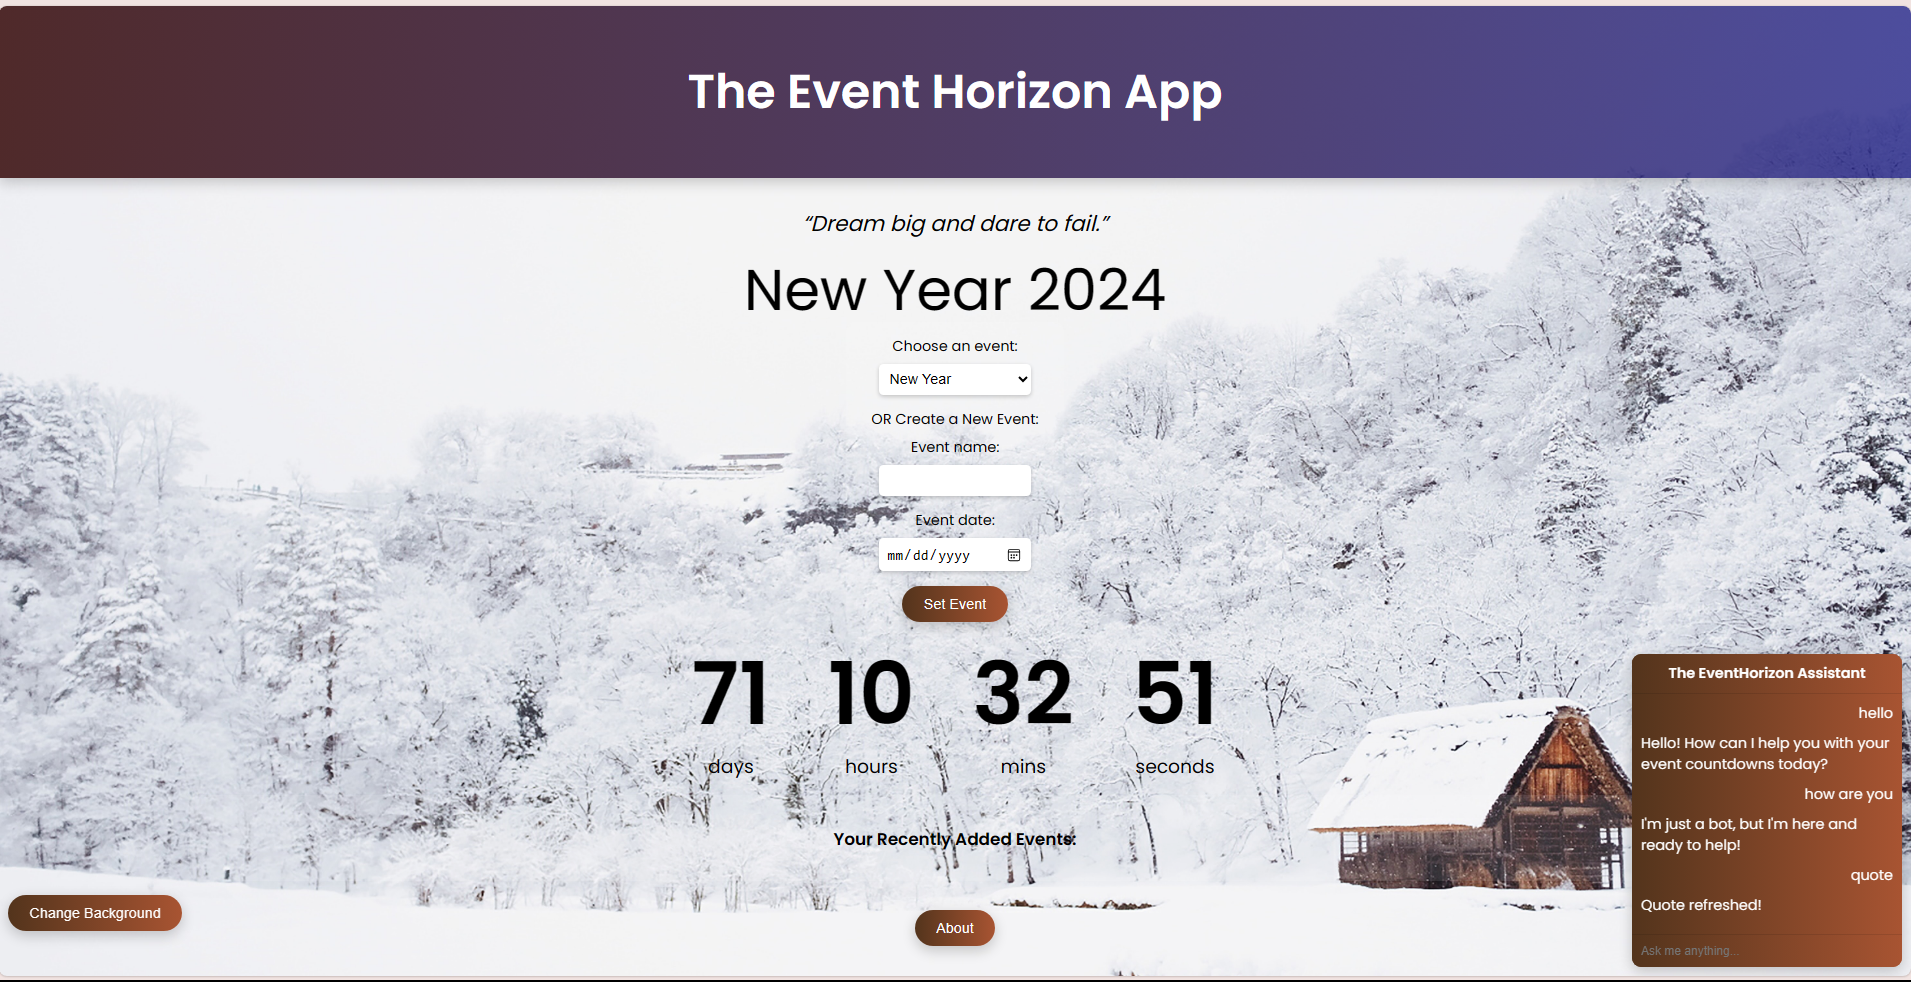 The Event Horizon App
“Dream big and dare to fail.”
New Year 2024
Choose an event:
New Year
OR Create a New Event:
Event name:
Event date:
mm/dd/yyyy
Set Event
71 10 32 51
days hours mins seconds
Your Recently Added Events:
Change Background
About
The EventHorizon Assistant
hello
Hello! How can I help you with your
event countdowns today?
how are you
I'm just a bot, but I'm here and
ready to help!
quote
Quote refreshed!
Ask me anything...